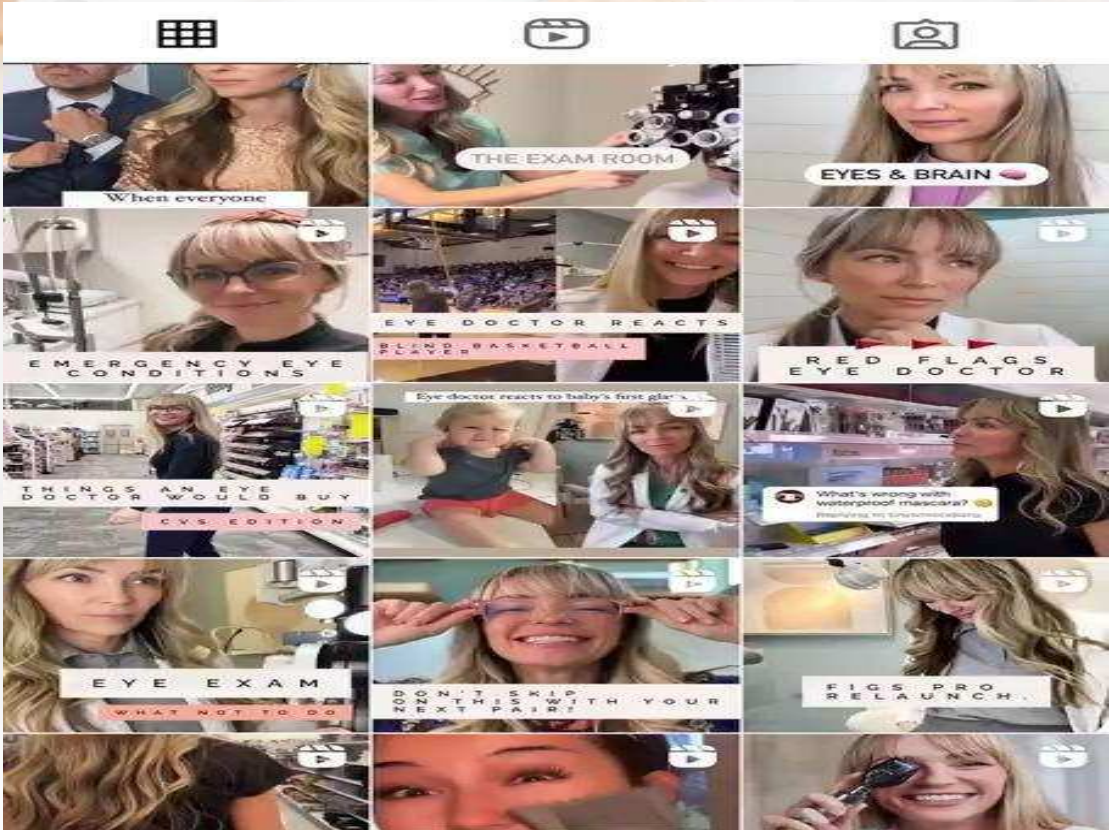 When everyone
THE EXAM ROOM
EYES & BRAIN
EMERGENCY EYE
CONDITIONS
EYE DOCTOR REACTS
BLIND BASKETBALL
PLAYER
RED FLAGS
EYE DOCTOR
THINGS AN EYE
DOCTOR WOULD BUY
CVS EDITION
Eye doctor reacts to baby's first
What's wrong with
waterproof mascara?
EYE EXAM
WHAT NOT TO DO
DON'T SKIP
ON THIS WITH YOUR
NEXT PAIR!
FIGS PRO
RELAUNCH.